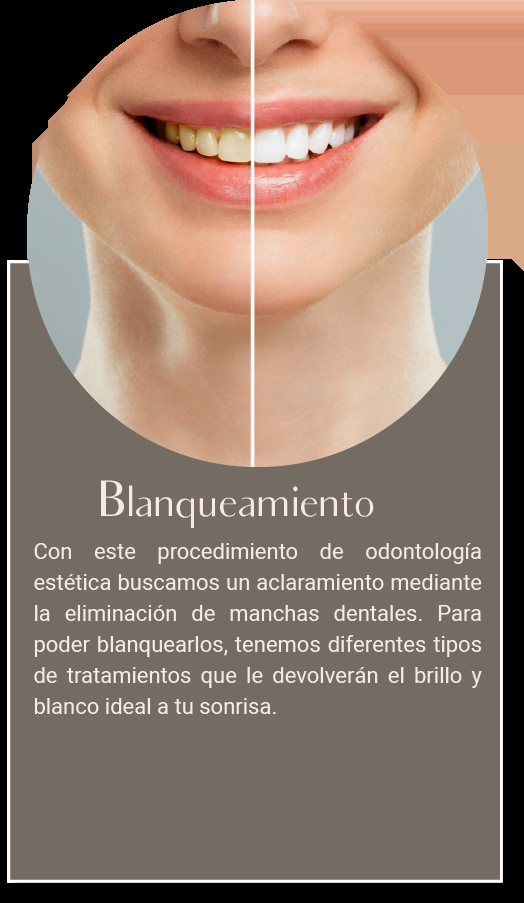 Blanqueamiento
Con este procedimiento de odontología
estética buscamos un aclaramiento mediante
la eliminación de manchas dentales. Para
poder blanquearlos, tenemos diferentes tipos
de tratamientos que le devolverán el brillo y
blanco ideal a tu sonrisa.